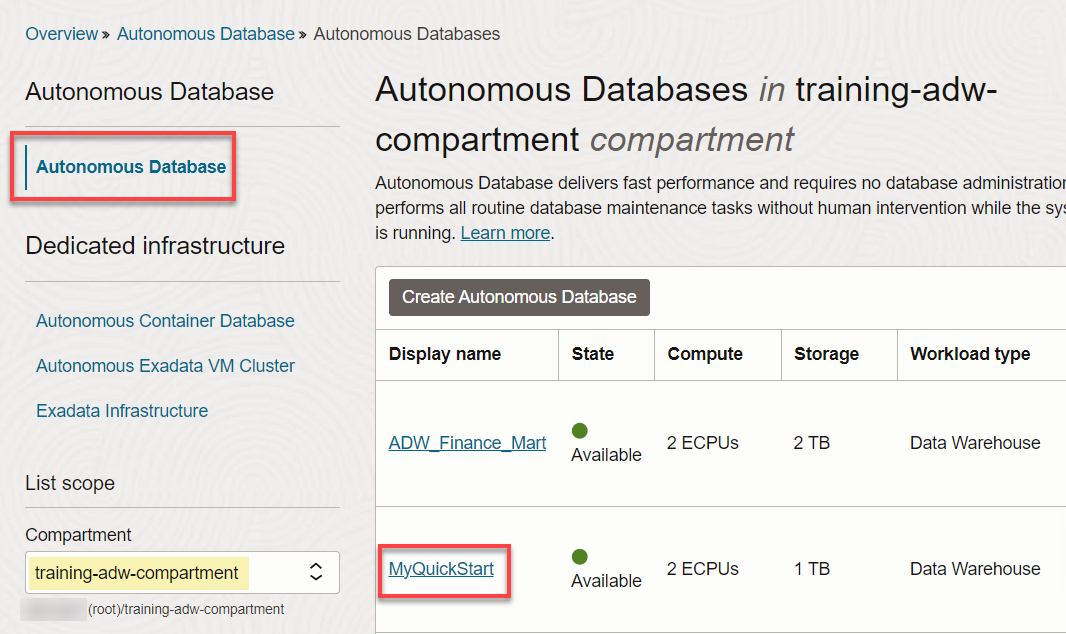 Overview » Autonomous Database » Autonomous Databases
Autonomous Database
Autonomous Database
Dedicated infrastructure
Autonomous Container Database
Autonomous Exadata VM Cluster
Exadata Infrastructure
List scope
Compartment
training-adw-compartment
(root)/training-adw-compartment
Autonomous Databases in training-adw-
compartment compartment
Autonomous Database delivers fast performance and requires no database administration
performs all routine database maintenance tasks without human intervention while the sys
is running. Learn more.
Create Autonomous Database
Display name State Compute Storage Workload type
ADW_Finance_Mart Available 2 ECPUs 2 TB Data Warehouse
MyQuickStart Available 2 ECPUs 1 TB Data Warehouse